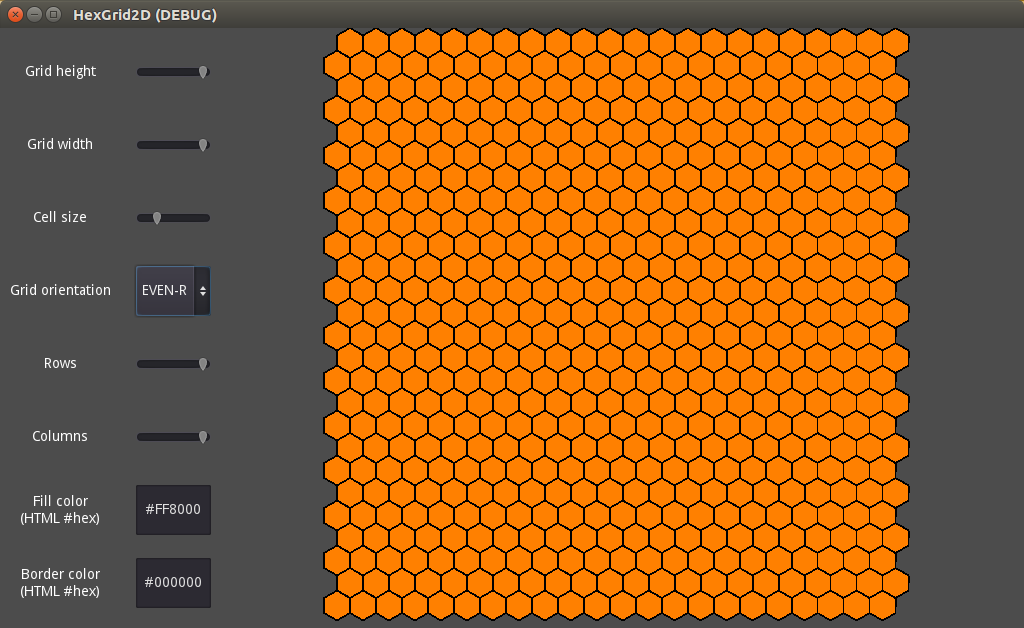 HexGrid2D (DEBUG)
Grid height
Grid width
Cell size
Grid orientation
EVEN-R
Rows
Columns
Fill color
(HTML #hex)
#FF8000
Border color
(HTML #hex)
#000000